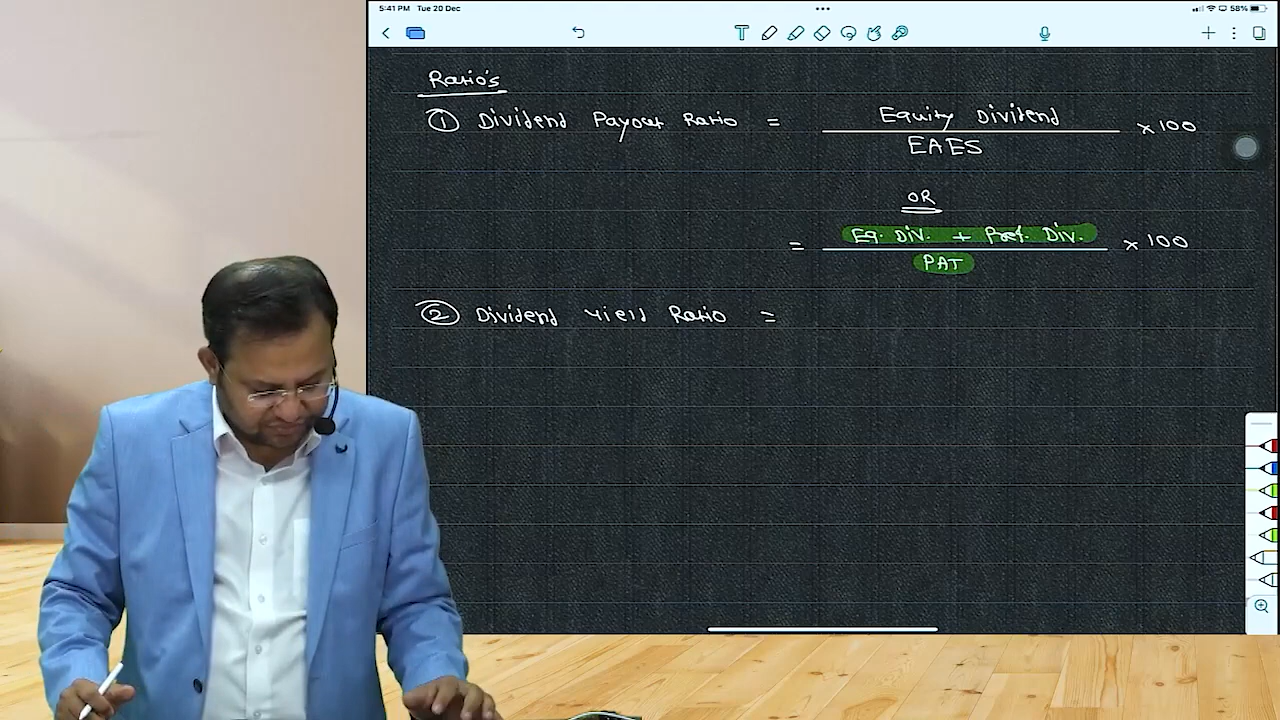 5:41 PM Tue 20 Dec
58%
T
Ratio's
① Dividend Payout Ratio = Equity Dividend / EAES × 100
OR
= Eq. Div. + Pref. Div. / PAT × 100
② Dividend Yield Ratio =